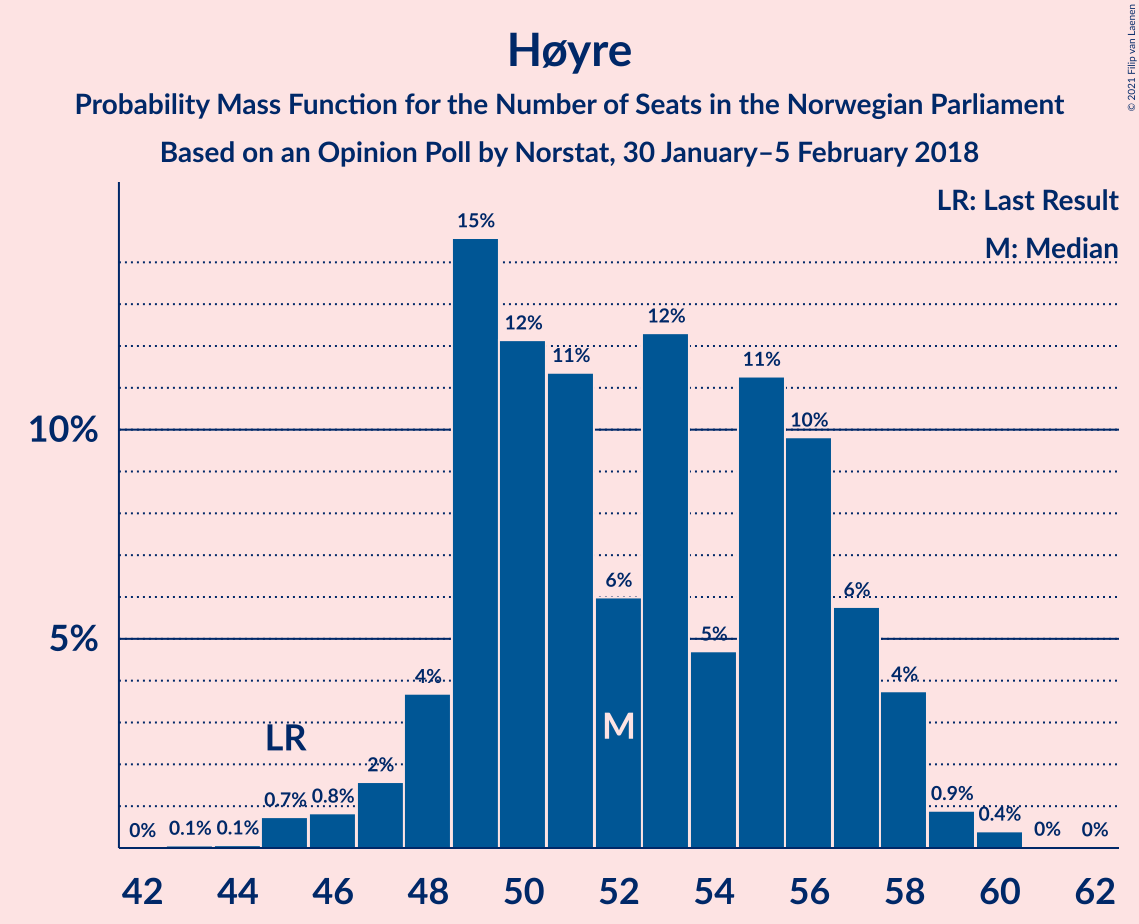 Høyre
Probability Mass Function for the Number of Seats in the Norwegian Parliament
Based on an Opinion Poll by Norstat, 30 January–5 February 2018
© 2021 Filip van Laenen
LR: Last Result
M: Median
10%
5%
0%
0.1%
0.1%
0.7%
0.8%
2%
4%
15%
12%
11%
6%
12%
5%
11%
10%
6%
4%
0.9%
0.4%
0%
0%
LR
M
42 44 46 48 50 52 54 56 58 60 62